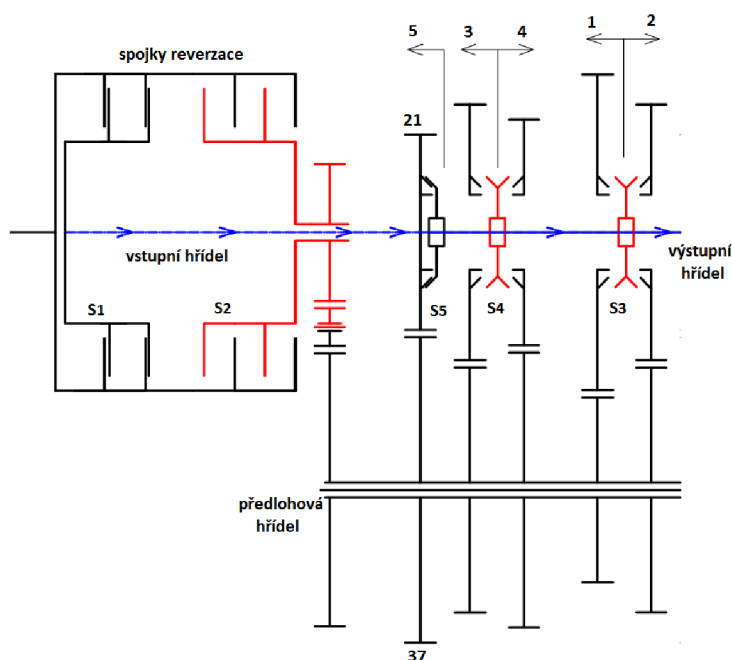 1 2
5 3 4
spojky reverzace
21
vstupní hřídel
výstupní
hřídel
S1 S2 S5 S4 S3
předlohová
hřídel
37